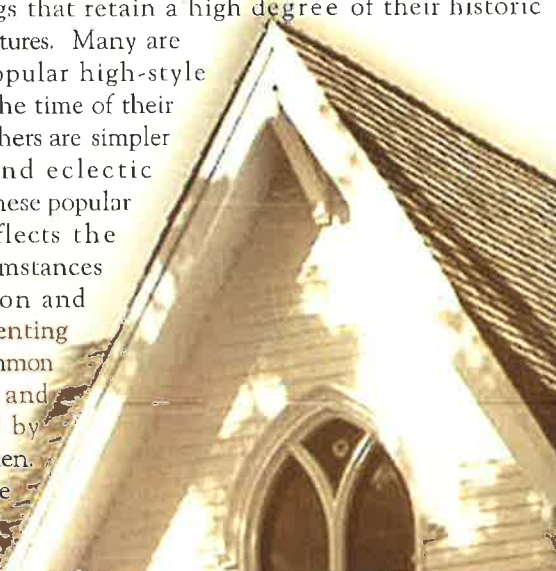 gs that retain a high degree of their historic
tures. Many are
opular high-style
he time of their
hers are simpler
nd eclectic
hese popular
flects the
mstances
on and
enting
mmon
and
by
en.
e